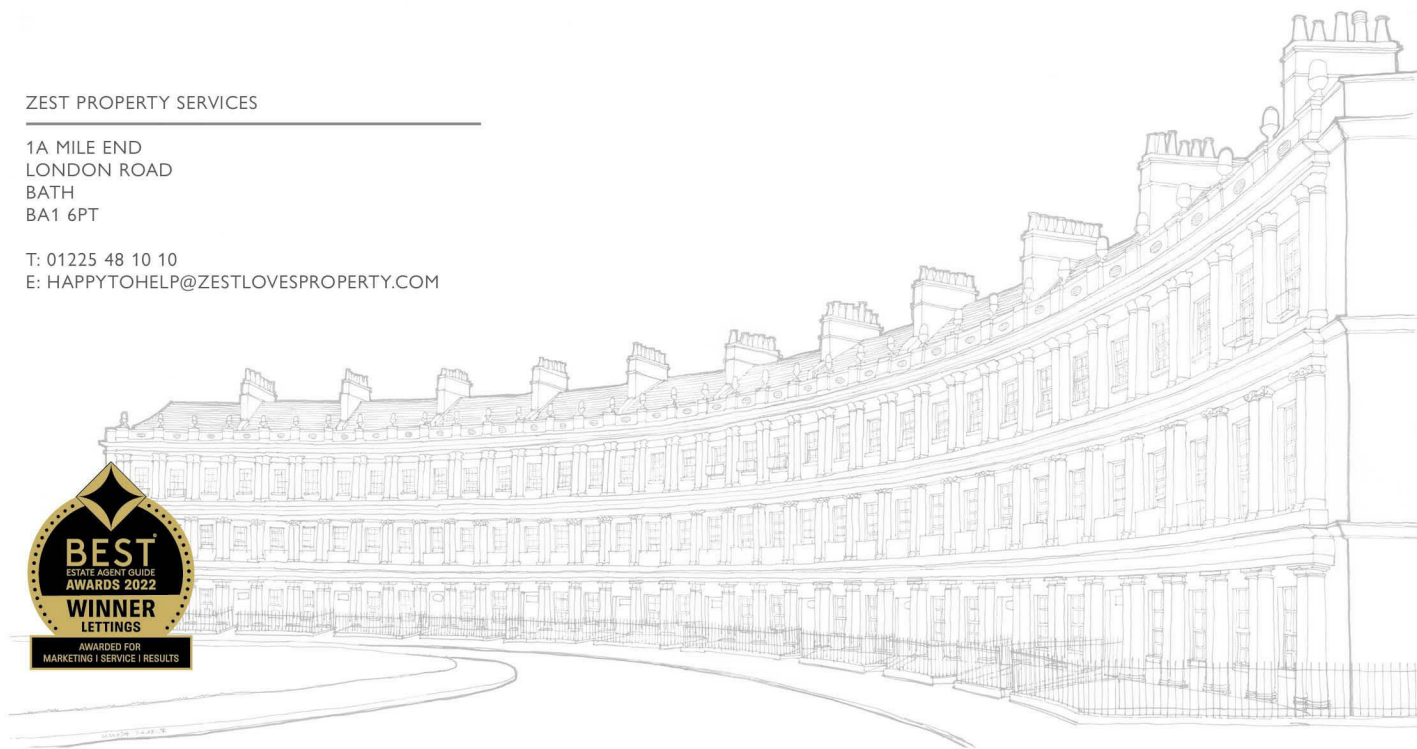 ZEST PROPERTY SERVICES
1A MILE END
LONDON ROAD
BATH
BA1 6PT
T: 01225 48 10 10
E: HAPPYTOHELP@ZESTLOVESPROPERTY.COM
BEST
ESTATE AGENT GUIDE
AWARDS 2022
WINNER
LETTINGS
AWARDED FOR
MARKETING | SERVICE | RESULTS